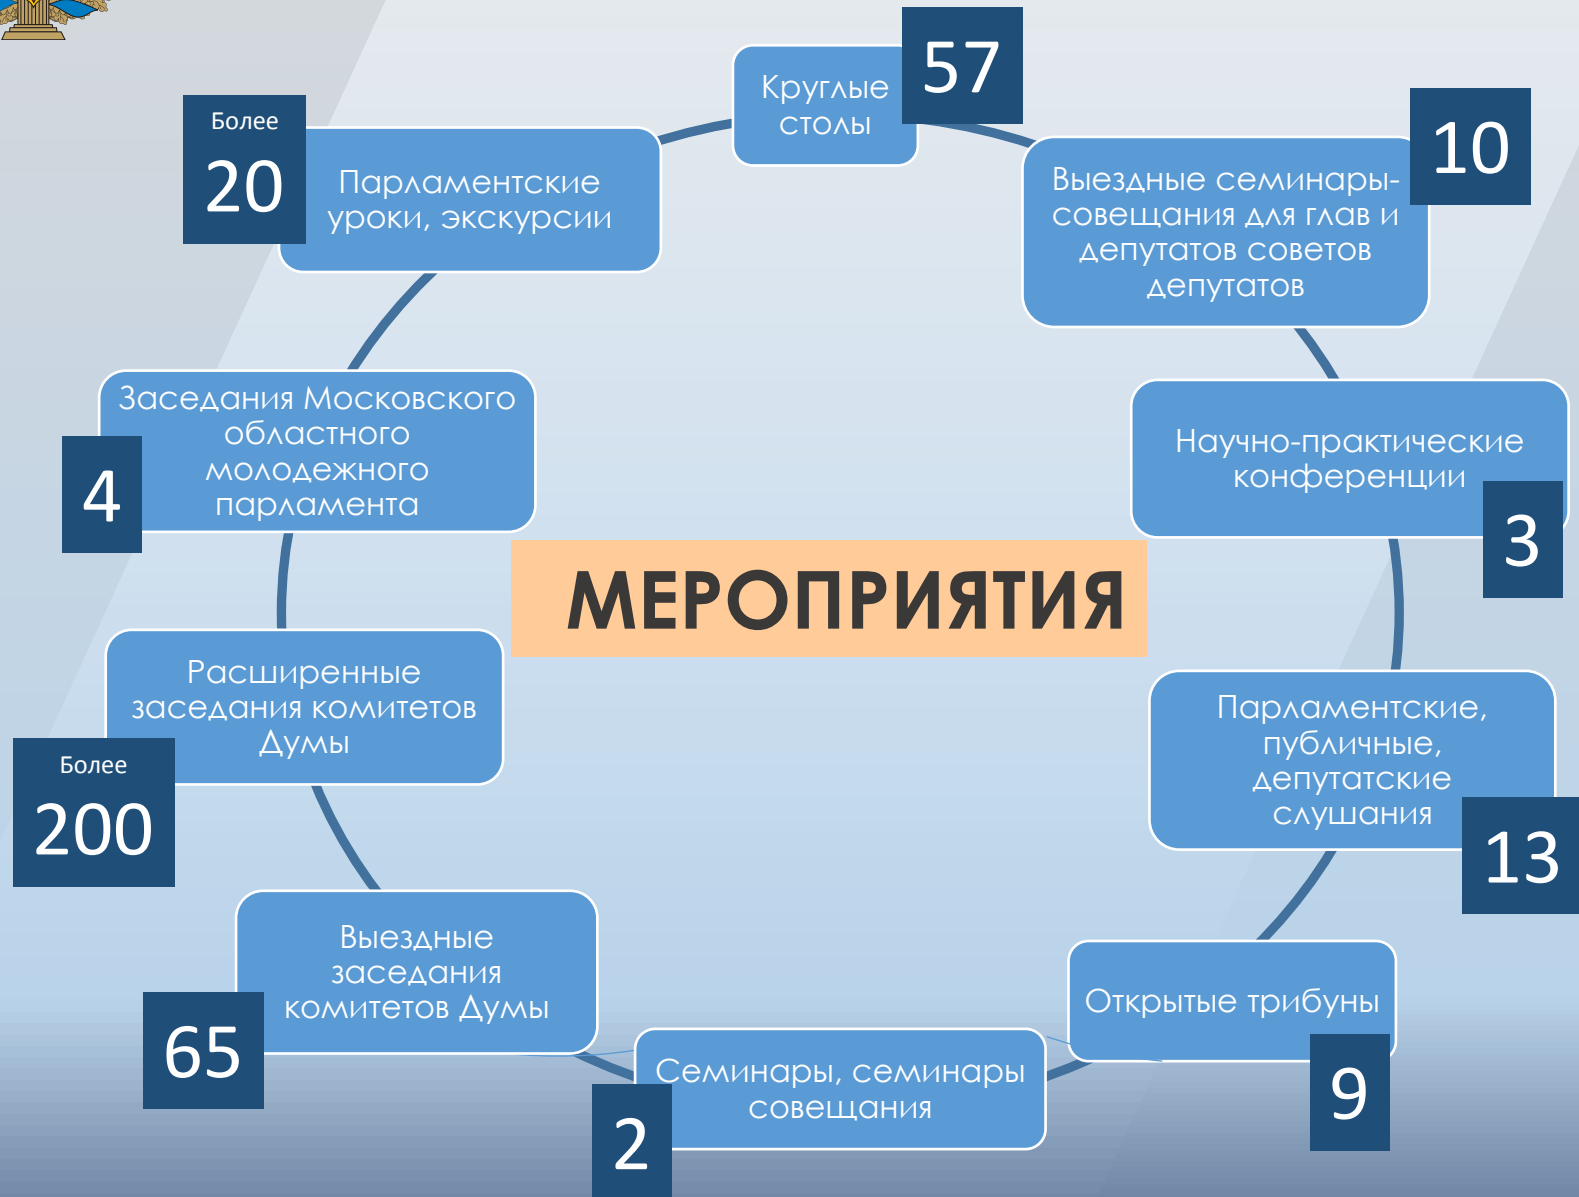 Круглые
столы
57
Выездные семинары-
совещания для глав и
депутатов советов
депутатов
10
Научно-практические
конференции
3
Парламентские,
публичные,
депутатские
слушания
13
Открытые трибуны
9
Семинары, семинары
совещания
2
Выездные
заседания
комитетов Думы
65
Расширенные
заседания комитетов
Думы
Более
200
Заседания Московского
областного
молодежного
парламента
4
Парламентские
уроки, экскурсии
Более
20
МЕРОПРИЯТИЯ